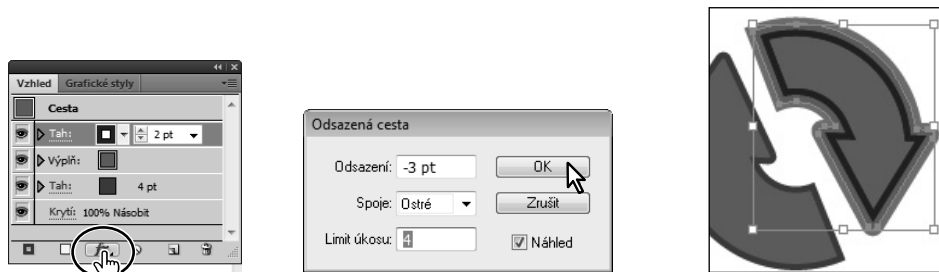 Vzhled Grafické styly
Cesta
Tah: 2 pt
Výplň:
Tah: 4 pt
Krytí: 100% Násobit
fx
Odsazená cesta
Odsazení: -3 pt OK
Spoje: Ostré Zrušit
Limit úkosu: 4 Náhled